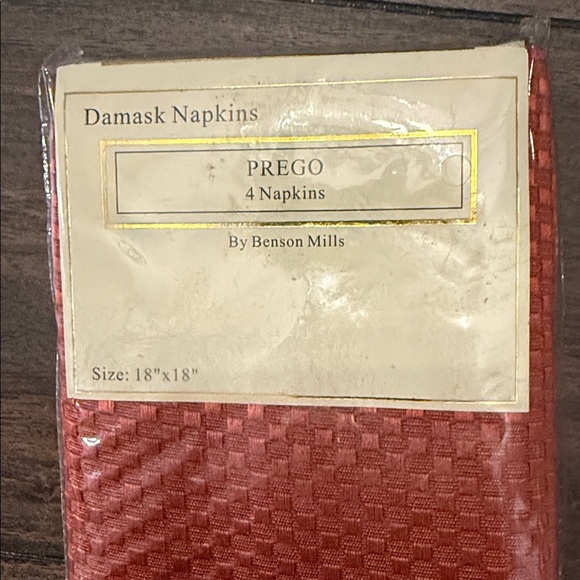 Damask Napkins
PREGO
4 Napkins
By Benson Mills
Size: 18"x18"